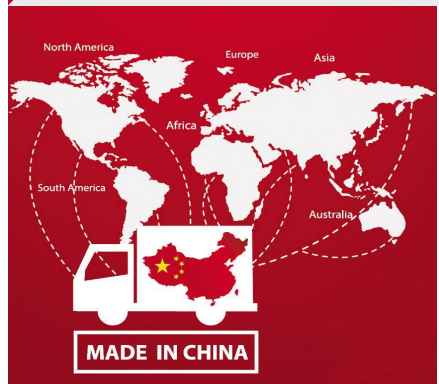 North America
Europe
Asia
Africa
South America
Australia
MADE IN CHINA